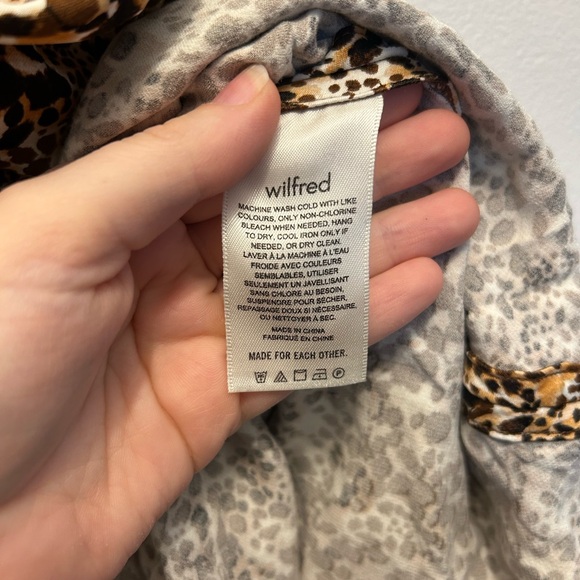 wilfred
MACHINE WASH COLD WITH LIKE
COLOURS, ONLY NON-CHLORINE
BLEACH WHEN NEEDED, HANG
TO DRY, COOL IRON ONLY IF
NEEDED, OR DRY CLEAN.
LAVER À LA MACHINE À L'EAU
FROIDE AVEC COULEURS
SEMBLABLES, UTILISER
SEULEMENT UN JAVELLISANT
SANS CHLORE AU BESOIN,
SUSPENDRE POUR SÉCHER,
REPASSAGE DOUX SI NÉCESSAIRE,
OU NETTOYER À SEC.
MADE IN CHINA
FABRIQUÉ EN CHINE
MADE FOR EACH OTHER.